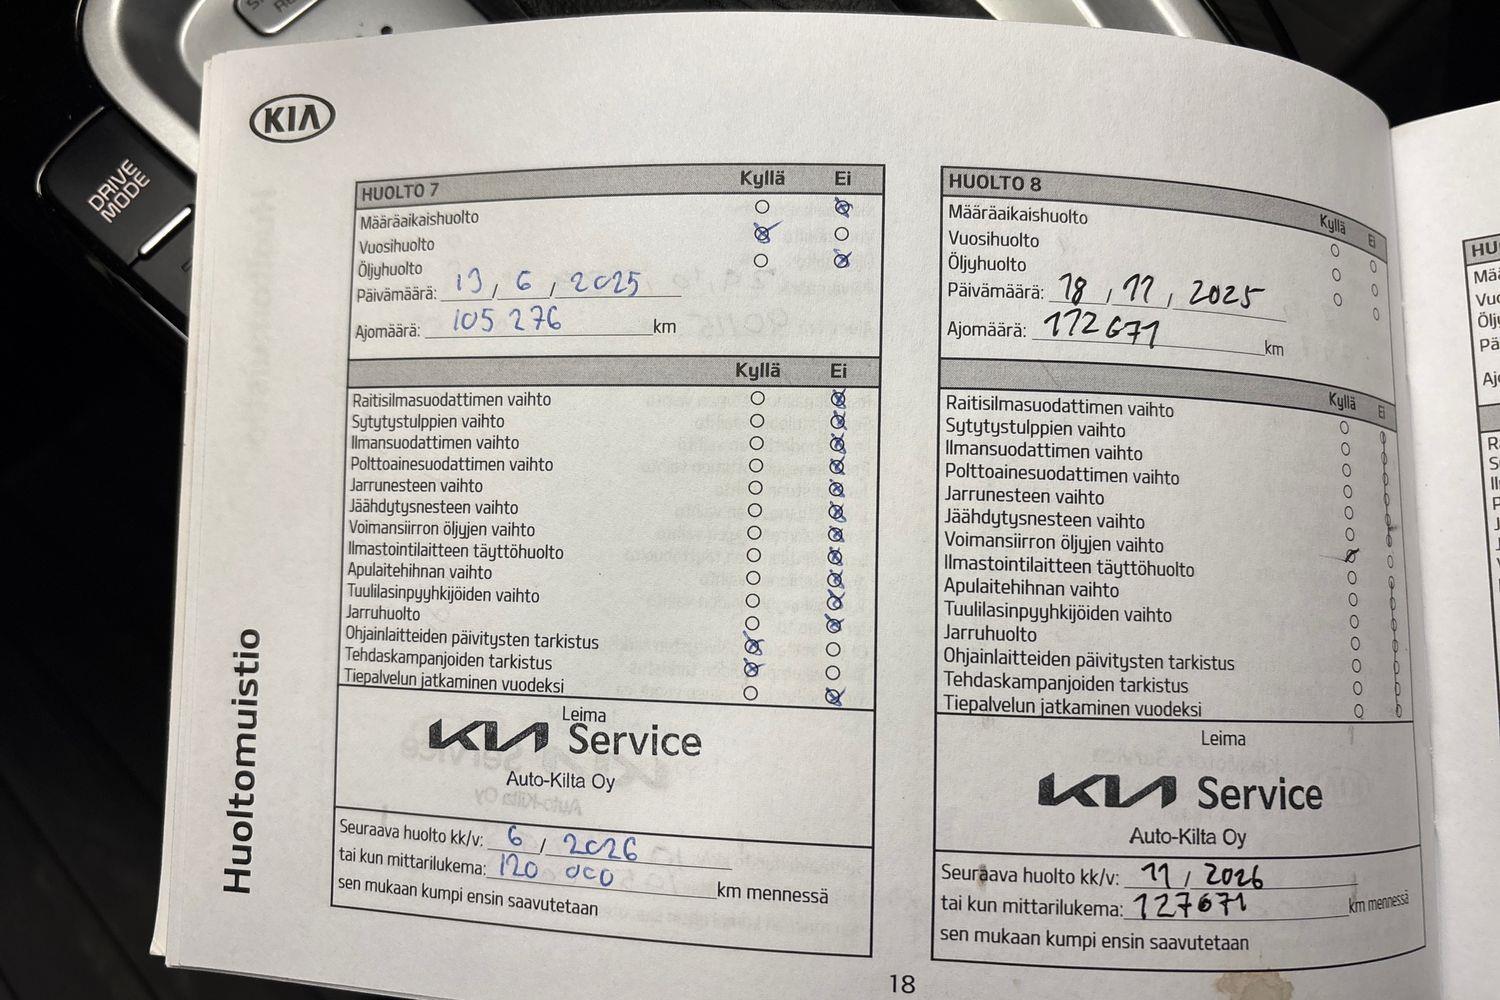 DRIVE
MODE
KIA
Huoltomuistio
HUOLTO 7 Kyllä Ei
Määräaikaishuolto
Vuosihuolto
Öljyhuolto
Päivämäärä: 13 / 6 / 2025
Ajomäärä: 105 276 km
Kyllä Ei
Raitisilmasuodattimen vaihto
Sytytystulppien vaihto
Ilmansuodattimen vaihto
Polttoainesuodattimen vaihto
Jarrunesteen vaihto
Jäähdytysnesteen vaihto
Voimansiirron öljyjen vaihto
Ilmastointilaitteen täyttöhuolto
Apulaitehihnan vaihto
Tuulilasinpyyhkijöiden vaihto
Jarruhuolto
Ohjainlaitteiden päivitysten tarkistus
Tehdaskampanjoiden tarkistus
Tiepalvelun jatkaminen vuodeksi
Leima
KIA Service
Auto-Kilta Oy
Seuraava huolto kk/v: 6 / 2026
tai kun mittarilukema: 120 000 km mennessä
sen mukaan kumpi ensin saavutetaan
HUOLTO 8 Kyllä Ei
Määräaikaishuolto
Vuosihuolto
Öljyhuolto
Päivämäärä: 18 / 11 / 2025
Ajomäärä: 112671 km
Kyllä Ei
Raitisilmasuodattimen vaihto
Sytytystulppien vaihto
Ilmansuodattimen vaihto
Polttoainesuodattimen vaihto
Jarrunesteen vaihto
Jäähdytysnesteen vaihto
Voimansiirron öljyjen vaihto
Ilmastointilaitteen täyttöhuolto
Apulaitehihnan vaihto
Tuulilasinpyyhkijöiden vaihto
Jarruhuolto
Ohjainlaitteiden päivitysten tarkistus
Tehdaskampanjoiden tarkistus
Tiepalvelun jatkaminen vuodeksi
Leima
KIA Service
Auto-Kilta Oy
Seuraava huolto kk/v: 11 / 2026
tai kun mittarilukema: 127671 km mennessä
sen mukaan kumpi ensin saavutetaan
18